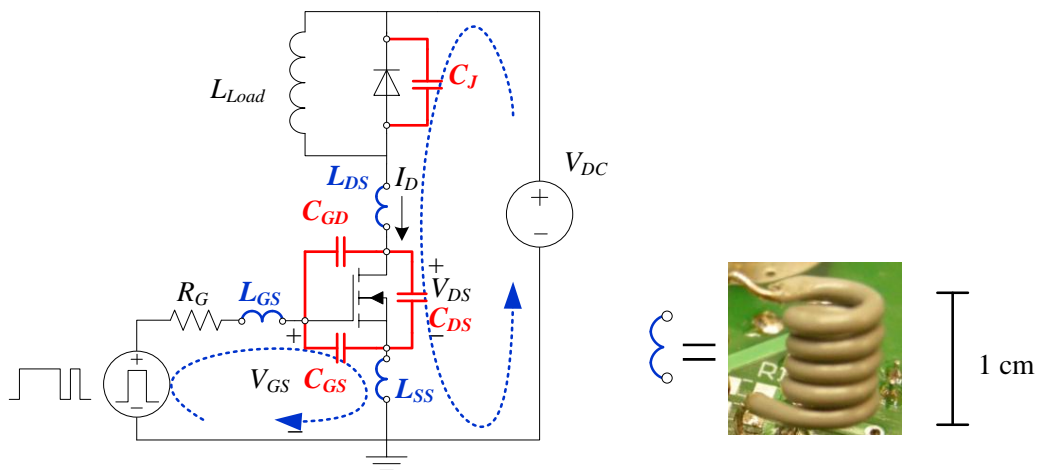 C_J
L_Load
V_DC
L_DS
I_D
C_GD
+
−
+
V_DS
R_G
L_GS
C_DS
−
+
+
V_GS
C_GS
−
L_SS
−
=
1 cm